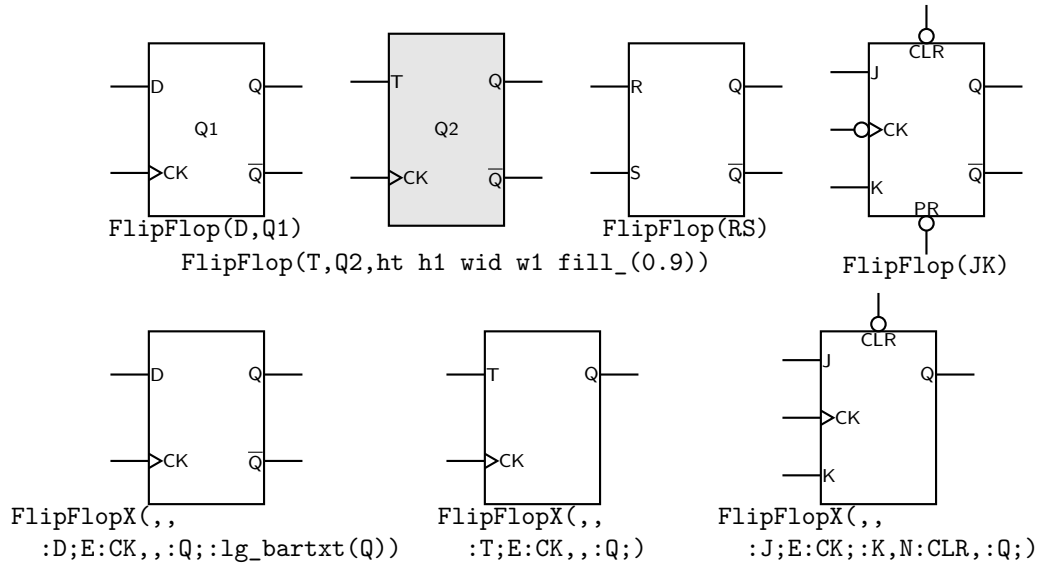 CLR
D Q
Q1
CK Q̅
T Q
Q2
CK Q̅
R Q
S Q̅
J Q
CK
K Q̅
PR
FlipFlop(D,Q1)
FlipFlop(RS)
FlipFlop(T,Q2,ht h1 wid w1 fill_(0.9))
FlipFlop(JK)
D Q
CK Q̅
T Q
CK
CLR
J Q
CK
K
FlipFlopX(,,
:D;E:CK,,:Q;:lg_bartxt(Q))
FlipFlopX(,,
:T;E:CK,,:Q;)
FlipFlopX(,,
:J;E:CK;:K,N:CLR,:Q;)